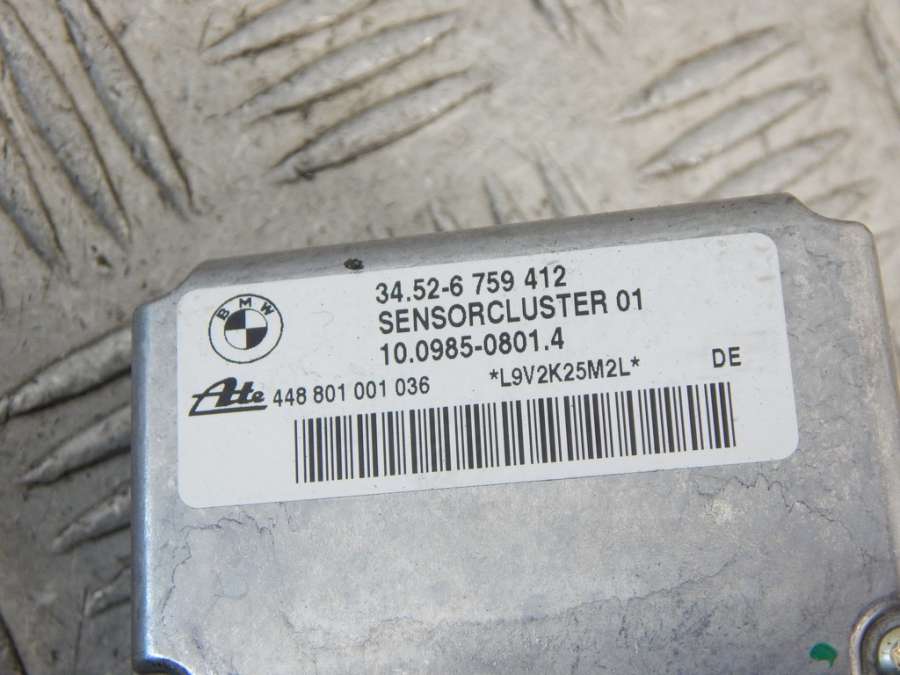 BMW
34.52-6 759 412
SENSORCLUSTER 01
10.0985-0801.4
Ate 448 801 001 036 *L9V2K25M2L* DE